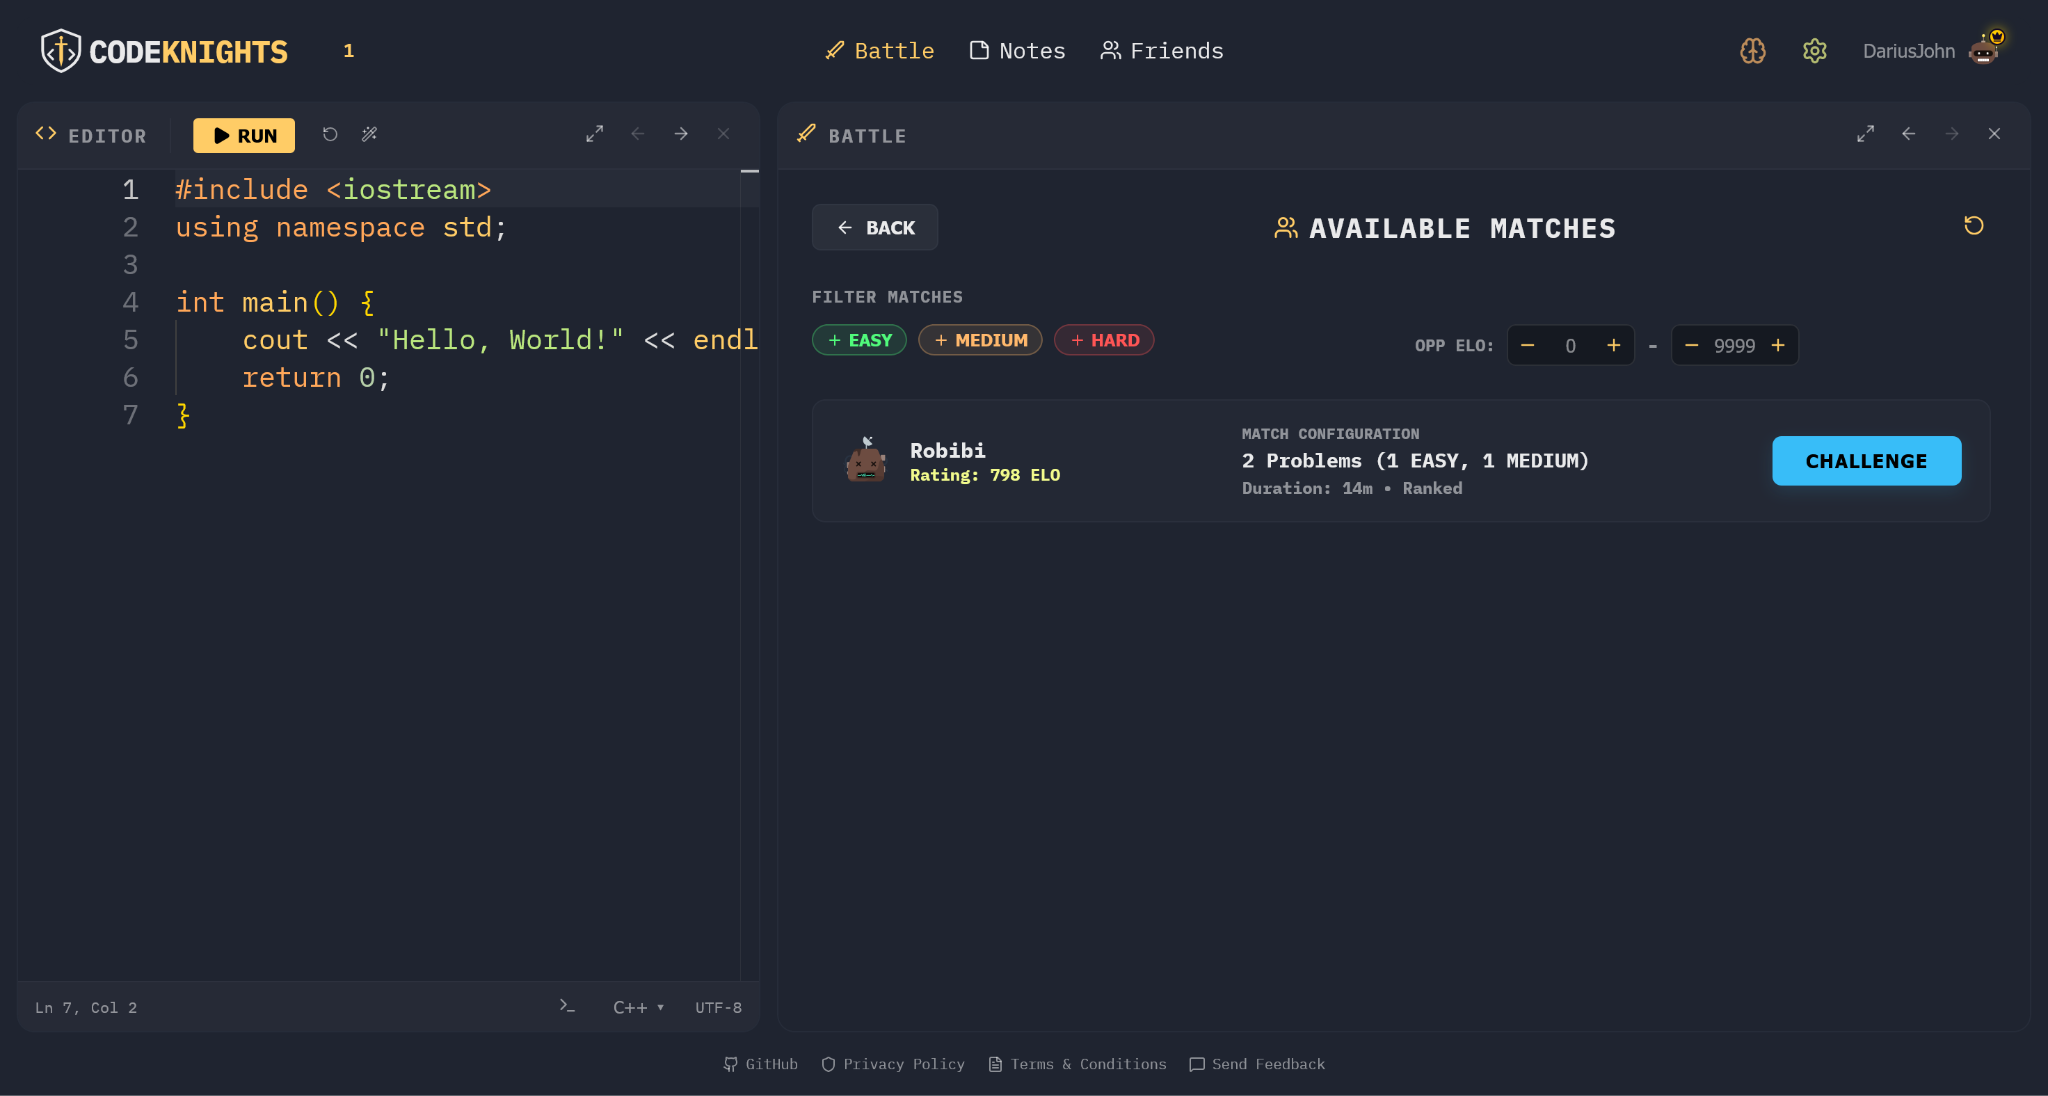 CODEKNIGHTS
1
Battle
Notes
Friends
DariusJohn
EDITOR
RUN
1 #include <iostream>
2 using namespace std;
3
4 int main() {
5 cout << "Hello, World!" << endl
6 return 0;
7 }
Ln 7, Col 2
>_
C++ ▾
UTF-8
BATTLE
← BACK
AVAILABLE MATCHES
FILTER MATCHES
+ EASY
+ MEDIUM
+ HARD
OPP ELO: − 0 + - − 9999 +
Robibi
Rating: 798 ELO
MATCH CONFIGURATION
2 Problems (1 EASY, 1 MEDIUM)
Duration: 14m • Ranked
CHALLENGE
GitHub
Privacy Policy
Terms & Conditions
Send Feedback